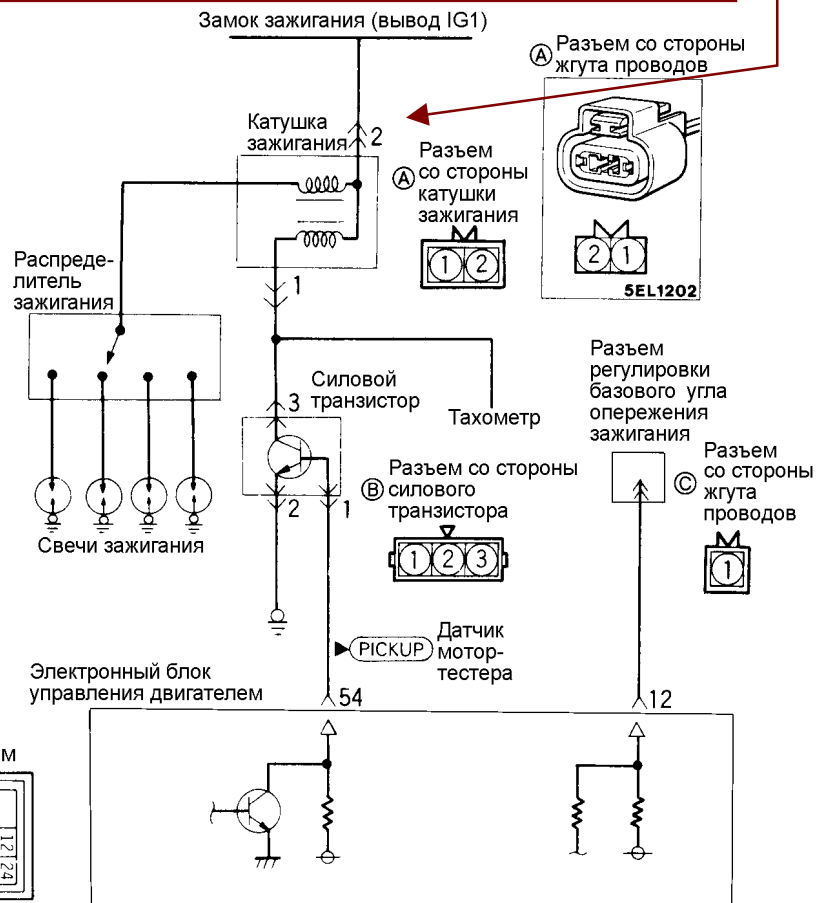 Замок зажигания (вывод IG1)
Ⓐ Разъем со стороны
жгута проводов
Катушка
зажигания
2
Ⓐ Разъем
со стороны
катушки
зажигания
1 2
2 1
5EL1202
1
Распреде-
литель
зажигания
Силовой
транзистор
3
Тахометр
Разъем
регулировки
базового угла
опережения
зажигания
Ⓑ Разъем со стороны
силового
транзистора
1 2 3
Ⓒ Разъем
со стороны
жгута
проводов
1
2
1
Свечи зажигания
PICKUP
Датчик
мотор-
тестера
Электронный блок
управления двигателем
54
12
м
12 24